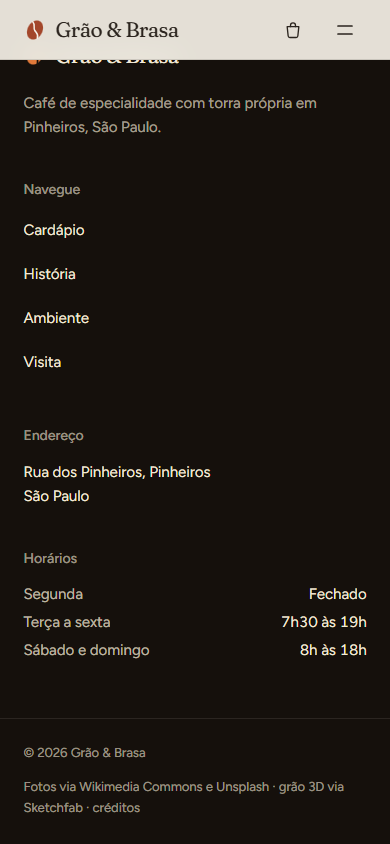 Grão & Brasa
Grão & Brasa
Café de especialidade com torra própria em
Pinheiros, São Paulo.
Navegue
Cardápio
História
Ambiente
Visita
Endereço
Rua dos Pinheiros, Pinheiros
São Paulo
Horários
Segunda Fechado
Terça a sexta 7h30 às 19h
Sábado e domingo 8h às 18h
© 2026 Grão & Brasa
Fotos via Wikimedia Commons e Unsplash · grão 3D via
Sketchfab · créditos